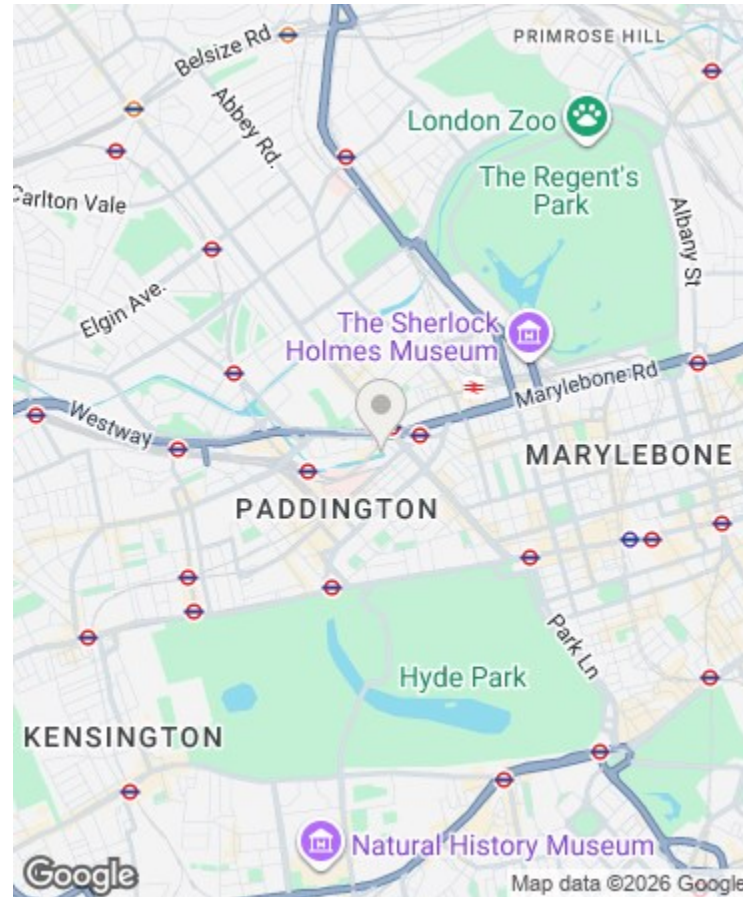 PRIMROSE HILL
Belsize Rd
Abbey Rd.
London Zoo
The Regent's
Park
Carlton Vale
Albany St
Elgin Ave.
The Sherlock
Holmes Museum
Marylebone Rd
Westway
MARYLEBONE
PADDINGTON
Park Ln
Hyde Park
KENSINGTON
Natural History Museum
Google
Map data ©2026 Google